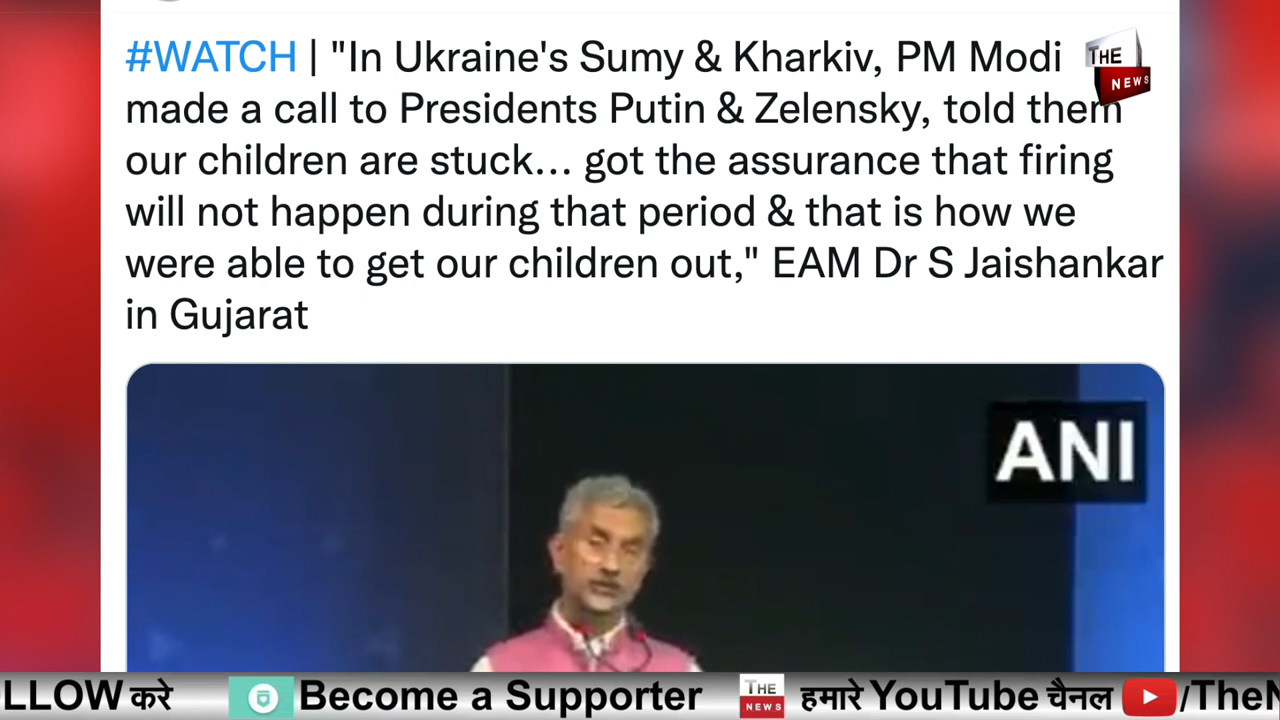 #WATCH | "In Ukraine's Sumy & Kharkiv, PM Modi
made a call to Presidents Putin & Zelensky, told them
our children are stuck... got the assurance that firing
will not happen during that period & that is how we
were able to get our children out," EAM Dr S Jaishankar
in Gujarat
THE
NEWS
ANI
LLOW करे Become a Supporter THE NEWS हमारे YouTube चैनल /TheN